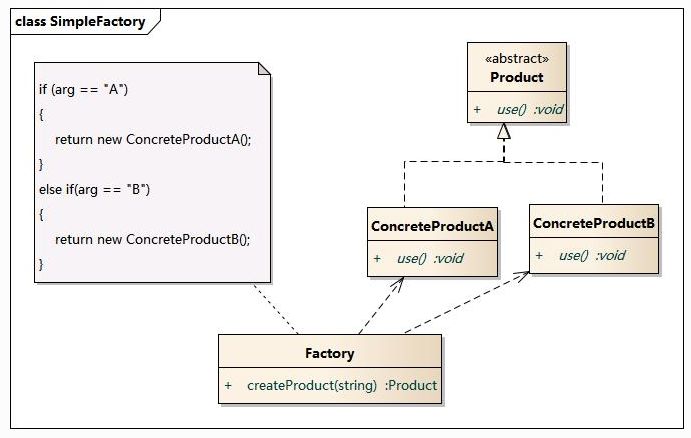 class SimpleFactory
if (arg == "A")
{
return new ConcreteProductA();
}
else if(arg == "B")
{
return new ConcreteProductB();
}
«abstract»
Product
+ use() :void
ConcreteProductA
+ use() :void
ConcreteProductB
+ use() :void
Factory
+ createProduct(string) :Product